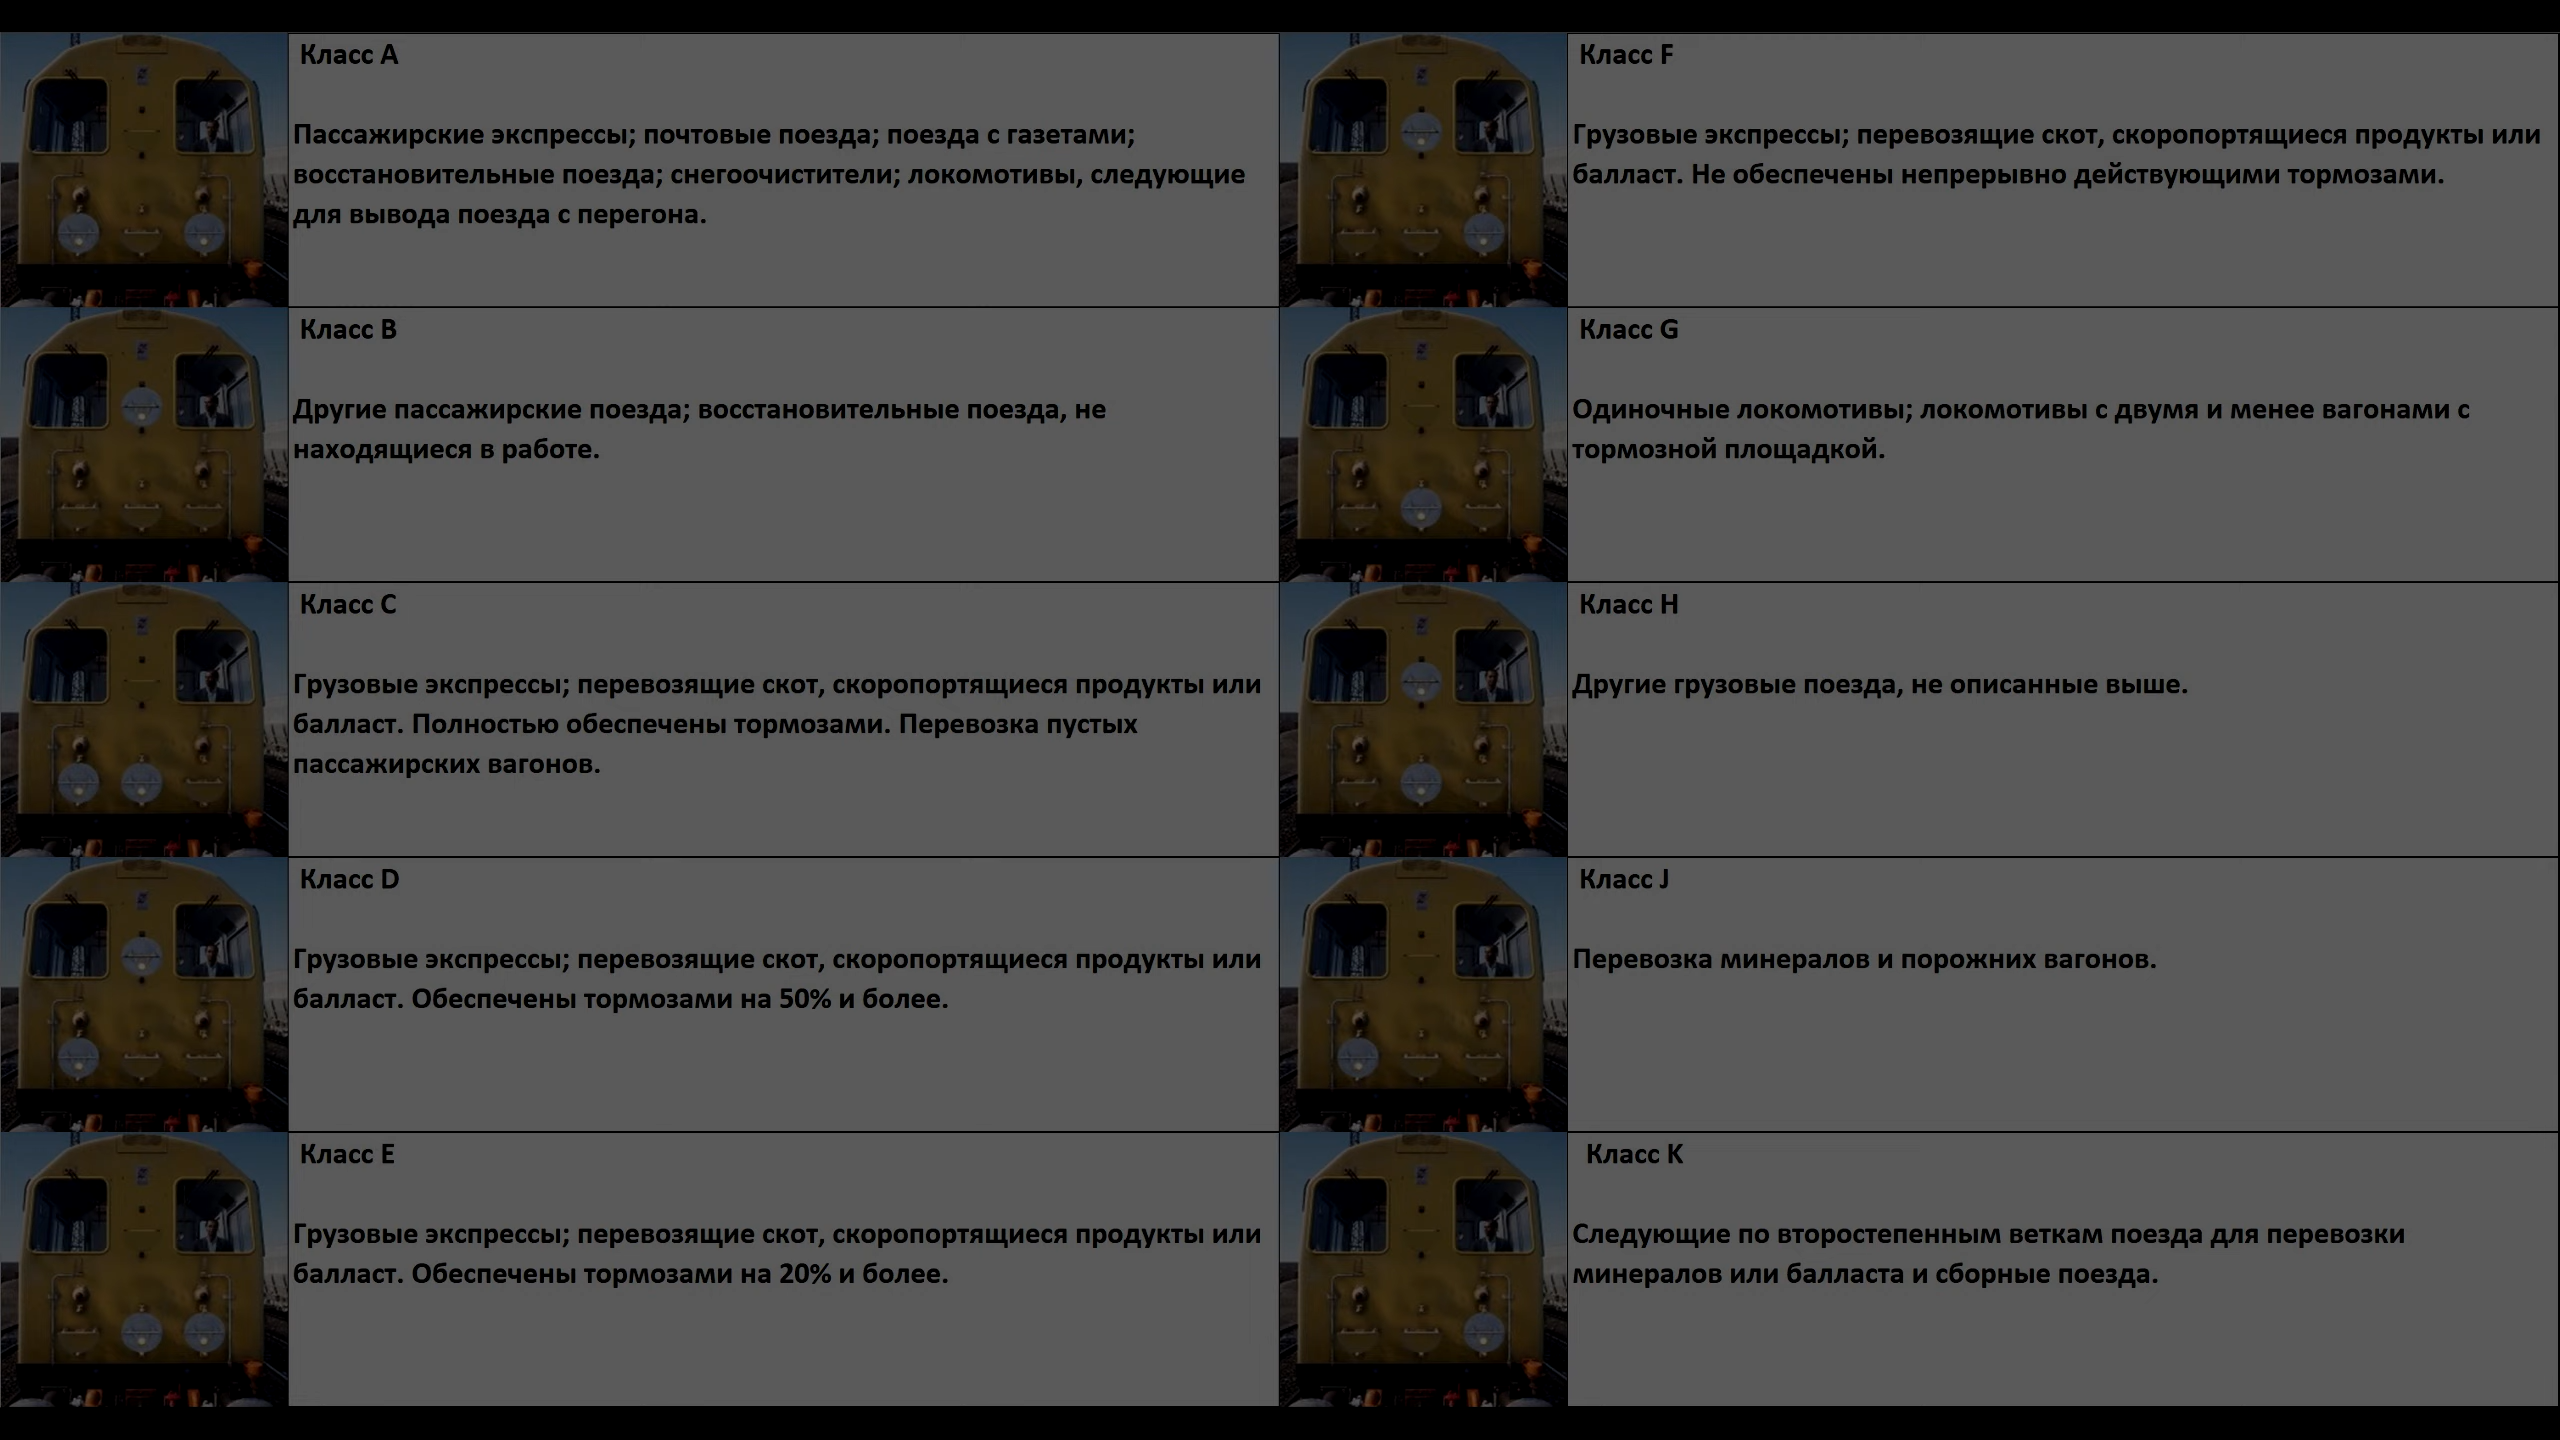 Класс A
Пассажирские экспрессы; почтовые поезда; поезда с газетами;
восстановительные поезда; снегоочистители; локомотивы, следующие
для вывода поезда с перегона.
Класс B
Другие пассажирские поезда; восстановительные поезда, не
находящиеся в работе.
Класс C
Грузовые экспрессы; перевозящие скот, скоропортящиеся продукты или
балласт. Полностью обеспечены тормозами. Перевозка пустых
пассажирских вагонов.
Класс D
Грузовые экспрессы; перевозящие скот, скоропортящиеся продукты или
балласт. Обеспечены тормозами на 50% и более.
Класс E
Грузовые экспрессы; перевозящие скот, скоропортящиеся продукты или
балласт. Обеспечены тормозами на 20% и более.
Класс F
Грузовые экспрессы; перевозящие скот, скоропортящиеся продукты или
балласт. Не обеспечены непрерывно действующими тормозами.
Класс G
Одиночные локомотивы; локомотивы с двумя и менее вагонами с
тормозной площадкой.
Класс H
Другие грузовые поезда, не описанные выше.
Класс J
Перевозка минералов и порожних вагонов.
Класс K
Следующие по второстепенным веткам поезда для перевозки
минералов или балласта и сборные поезда.